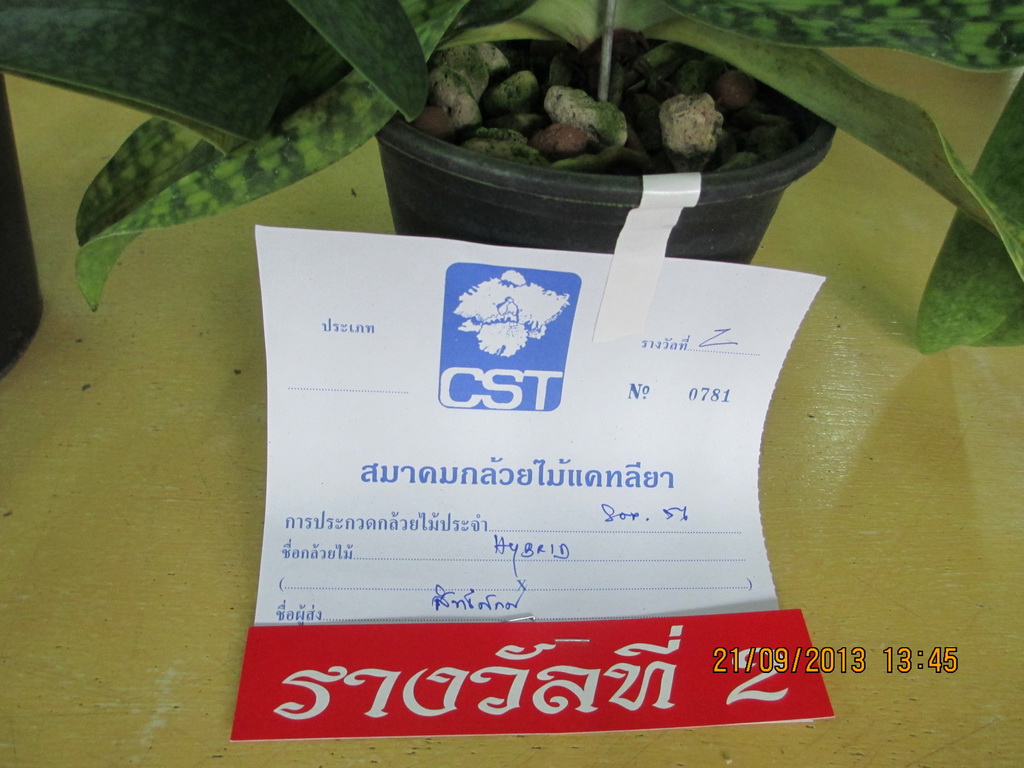 ประเภท
CST
รางวัลที่ 2
Nº 0781
สมาคมกล้วยไม้แคทลียา
การประกวดกล้วยไม้ประจำ 56
ชื่อกล้วยไม้ HYBRID
( X )
ชื่อผู้ส่ง
รางวัลที่ 2
21/09/2013 13:45